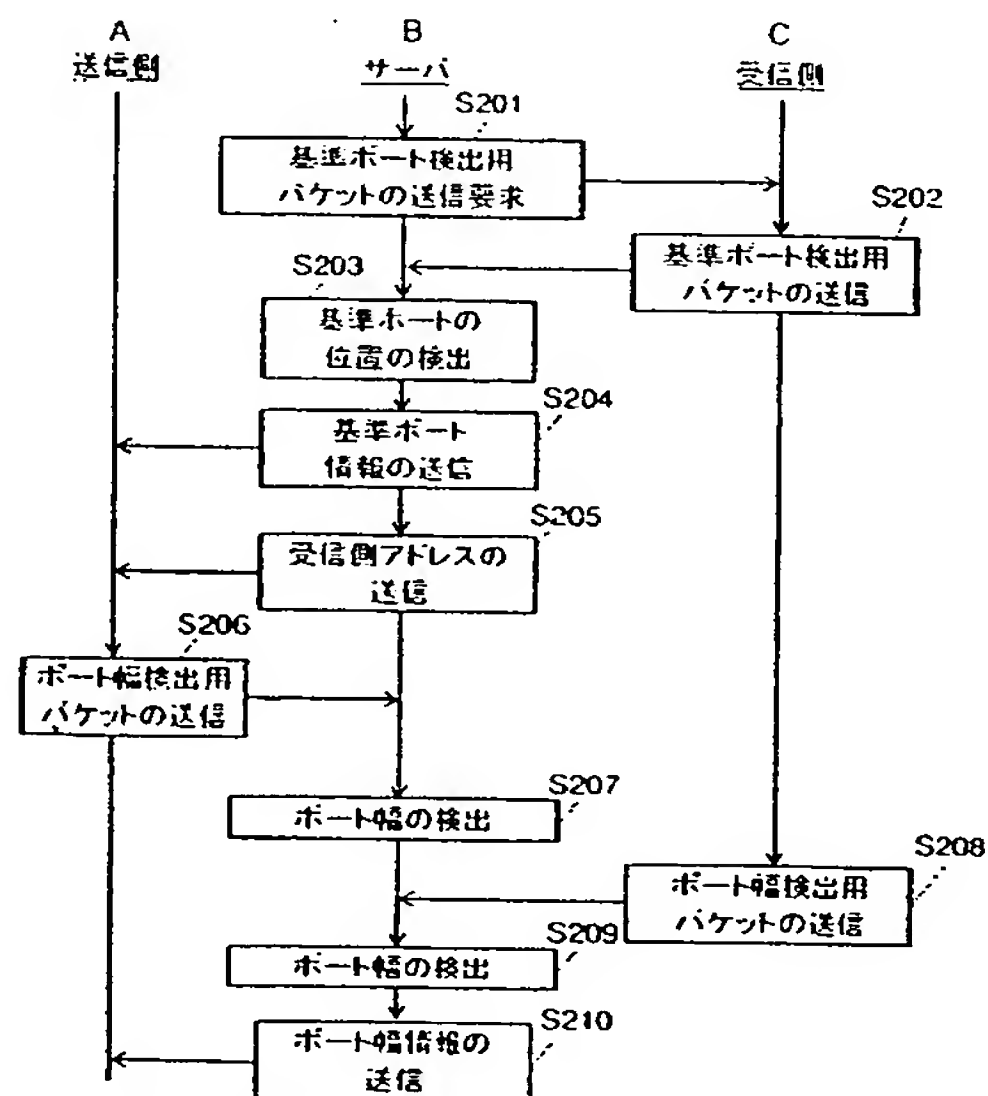 A
送信側
B
サーバ
C
受信側
S201
基準ポート検出用
パケットの送信要求
S202
基準ポート検出用
パケットの送信
S203
基準ポートの
位置の検出
S204
基準ポート
情報の送信
S205
受信側アドレスの
送信
S206
ポート幅検出用
パケットの送信
S207
ポート幅の検出
S208
ポート幅検出用
パケットの送信
S209
ポート幅の検出
S210
ポート幅情報の
送信